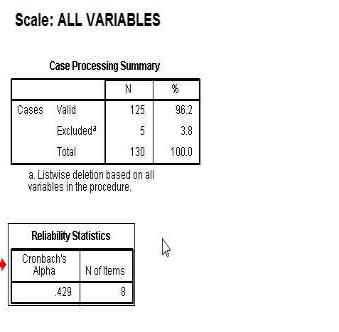 Scale: ALL VARIABLES
Case Processing Summary
N %
Cases Valid 125 96.2
Excludedᵃ 5 3.8
Total 130 100.0
a. Listwise deletion based on all
variables in the procedure.
Reliability Statistics
Cronbach's
Alpha N of Items
.429 8